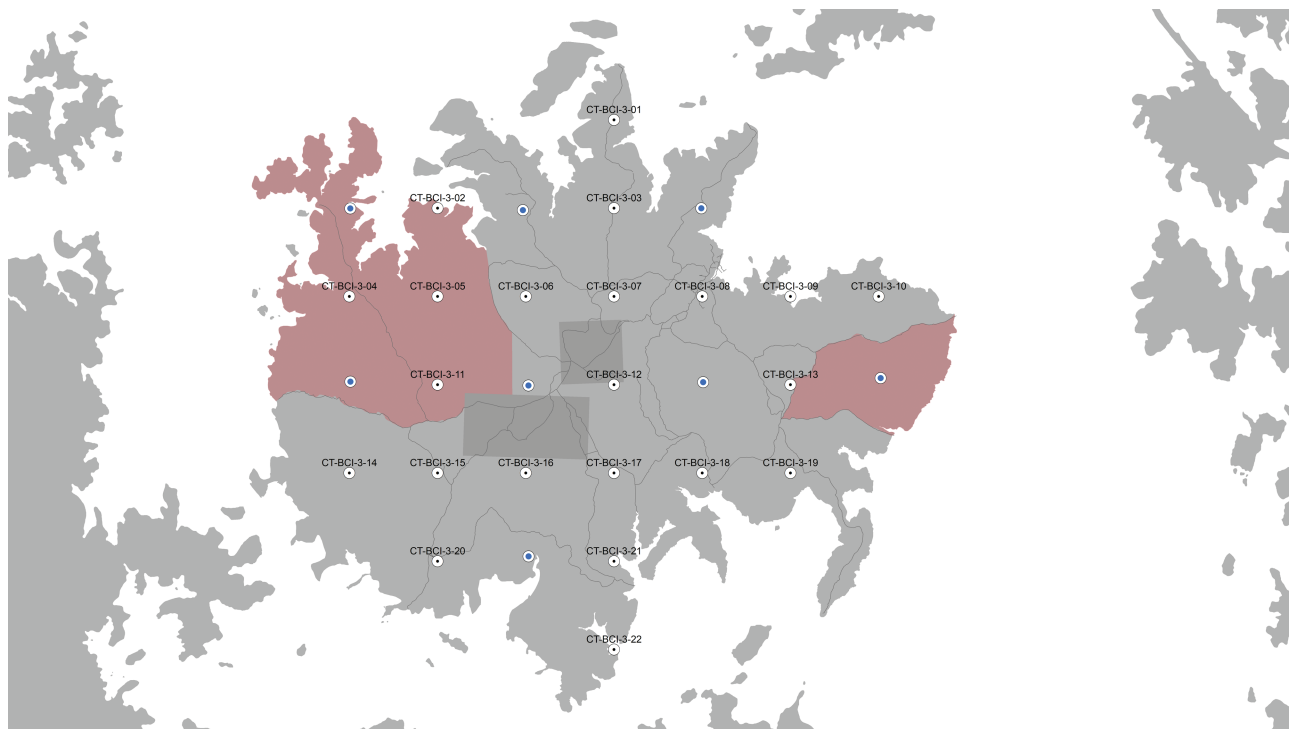 CT-BCI-3-01
CT-BCI-3-02
CT-BCI-3-03
CT-BCI-3-04
CT-BCI-3-05
CT-BCI-3-06
CT-BCI-3-07
CT-BCI-3-08
CT-BCI-3-09
CT-BCI-3-10
CT-BCI-3-11
CT-BCI-3-12
CT-BCI-3-13
CT-BCI-3-14
CT-BCI-3-15
CT-BCI-3-16
CT-BCI-3-17
CT-BCI-3-18
CT-BCI-3-19
CT-BCI-3-20
CT-BCI-3-21
CT-BCI-3-22